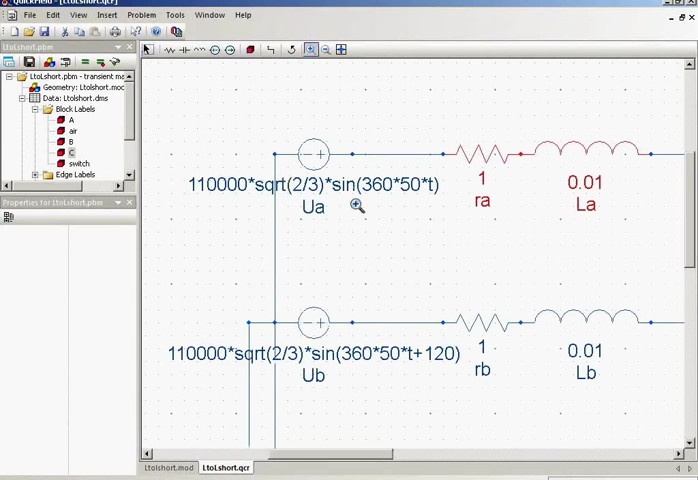 QuickField - [LtoLshort.qcr]
File Edit View Insert Problem Tools Window Help
LtoLshort.pbm
LtoLshort.pbm - transient ma
Geometry: Ltolshort.mod
Data: Ltolshort.dms
Block Labels
A
air
B
C
switch
Edge Labels
Properties for LtoLshort.qcr
110000*sqrt(2/3)*sin(360*50*t)
Ua
1
ra
0.01
La
110000*sqrt(2/3)*sin(360*50*t+120)
Ub
1
rb
0.01
Lb
Ltolshort.mod LtoLshort.qcr